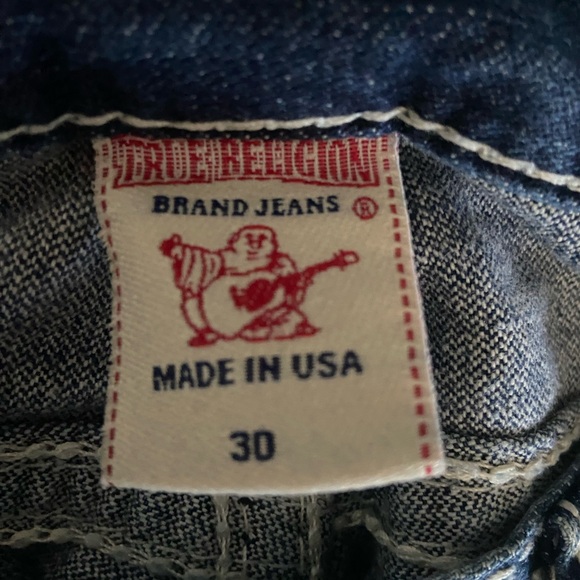 TRUE RELIGION
BRAND JEANS ®
MADE IN USA
30